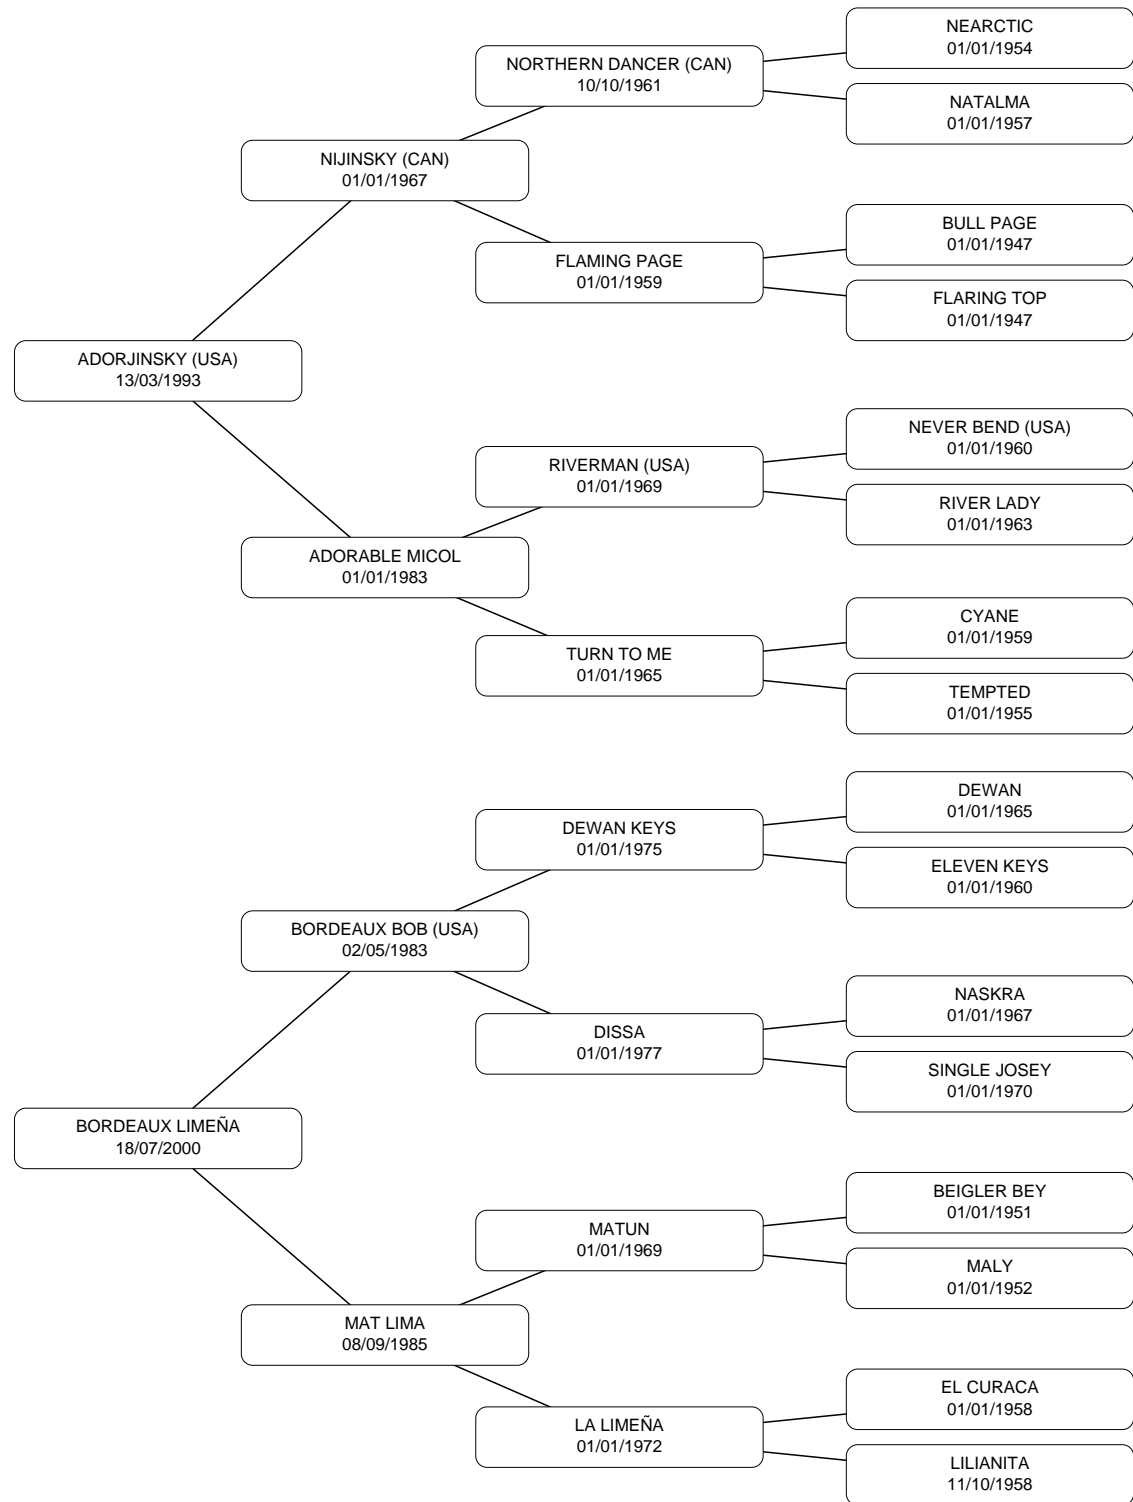 NEARCTIC
01/01/1954
NORTHERN DANCER (CAN)
10/10/1961
NATALMA
01/01/1957
NIJINSKY (CAN)
01/01/1967
BULL PAGE
01/01/1947
FLAMING PAGE
01/01/1959
FLARING TOP
01/01/1947
ADORJINSKY (USA)
13/03/1993
NEVER BEND (USA)
01/01/1960
RIVERMAN (USA)
01/01/1969
RIVER LADY
01/01/1963
ADORABLE MICOL
01/01/1983
CYANE
01/01/1959
TURN TO ME
01/01/1965
TEMPTED
01/01/1955
DEWAN
01/01/1965
DEWAN KEYS
01/01/1975
ELEVEN KEYS
01/01/1960
BORDEAUX BOB (USA)
02/05/1983
NASKRA
01/01/1967
DISSA
01/01/1977
SINGLE JOSEY
01/01/1970
BORDEAUX LIMEÑA
18/07/2000
BEIGLER BEY
01/01/1951
MATUN
01/01/1969
MALY
01/01/1952
MAT LIMA
08/09/1985
EL CURACA
01/01/1958
LA LIMEÑA
01/01/1972
LILIANITA
11/10/1958